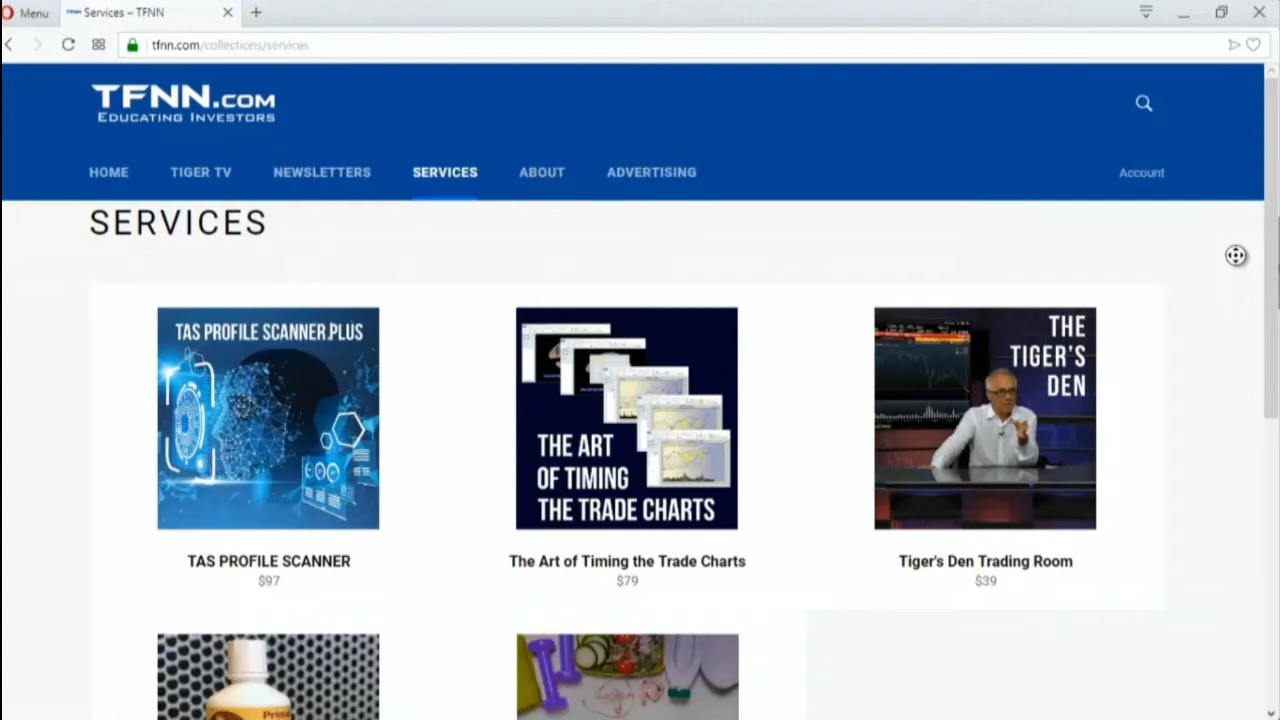 Menu
Services – TFNN
tfnn.com/collections/services
TFNN.COM
EDUCATING INVESTORS
HOME TIGER TV NEWSLETTERS SERVICES ABOUT ADVERTISING Account
SERVICES
TAS PROFILE SCANNER PLUS
THE ART
OF TIMING
THE TRADE CHARTS
THE
TIGER'S
DEN
TAS PROFILE SCANNER
$97
The Art of Timing the Trade Charts
$79
Tiger's Den Trading Room
$39